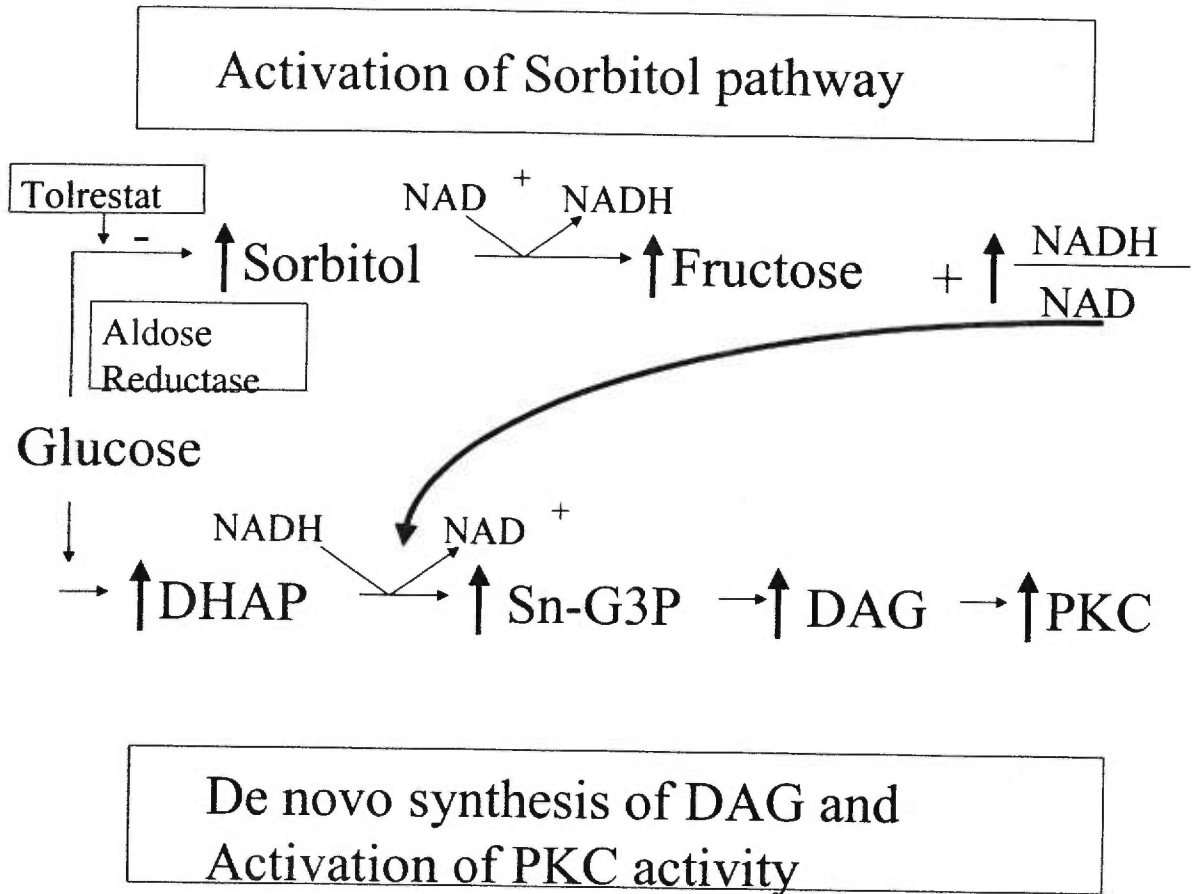 Activation of Sorbitol pathway
Tolrestat
NAD + NADH
-
Sorbitol
Fructose
+ NADH
NAD
Aldose
Reductase
Glucose
NADH NAD +
DHAP
Sn-G3P
DAG
PKC
De novo synthesis of DAG and
Activation of PKC activity